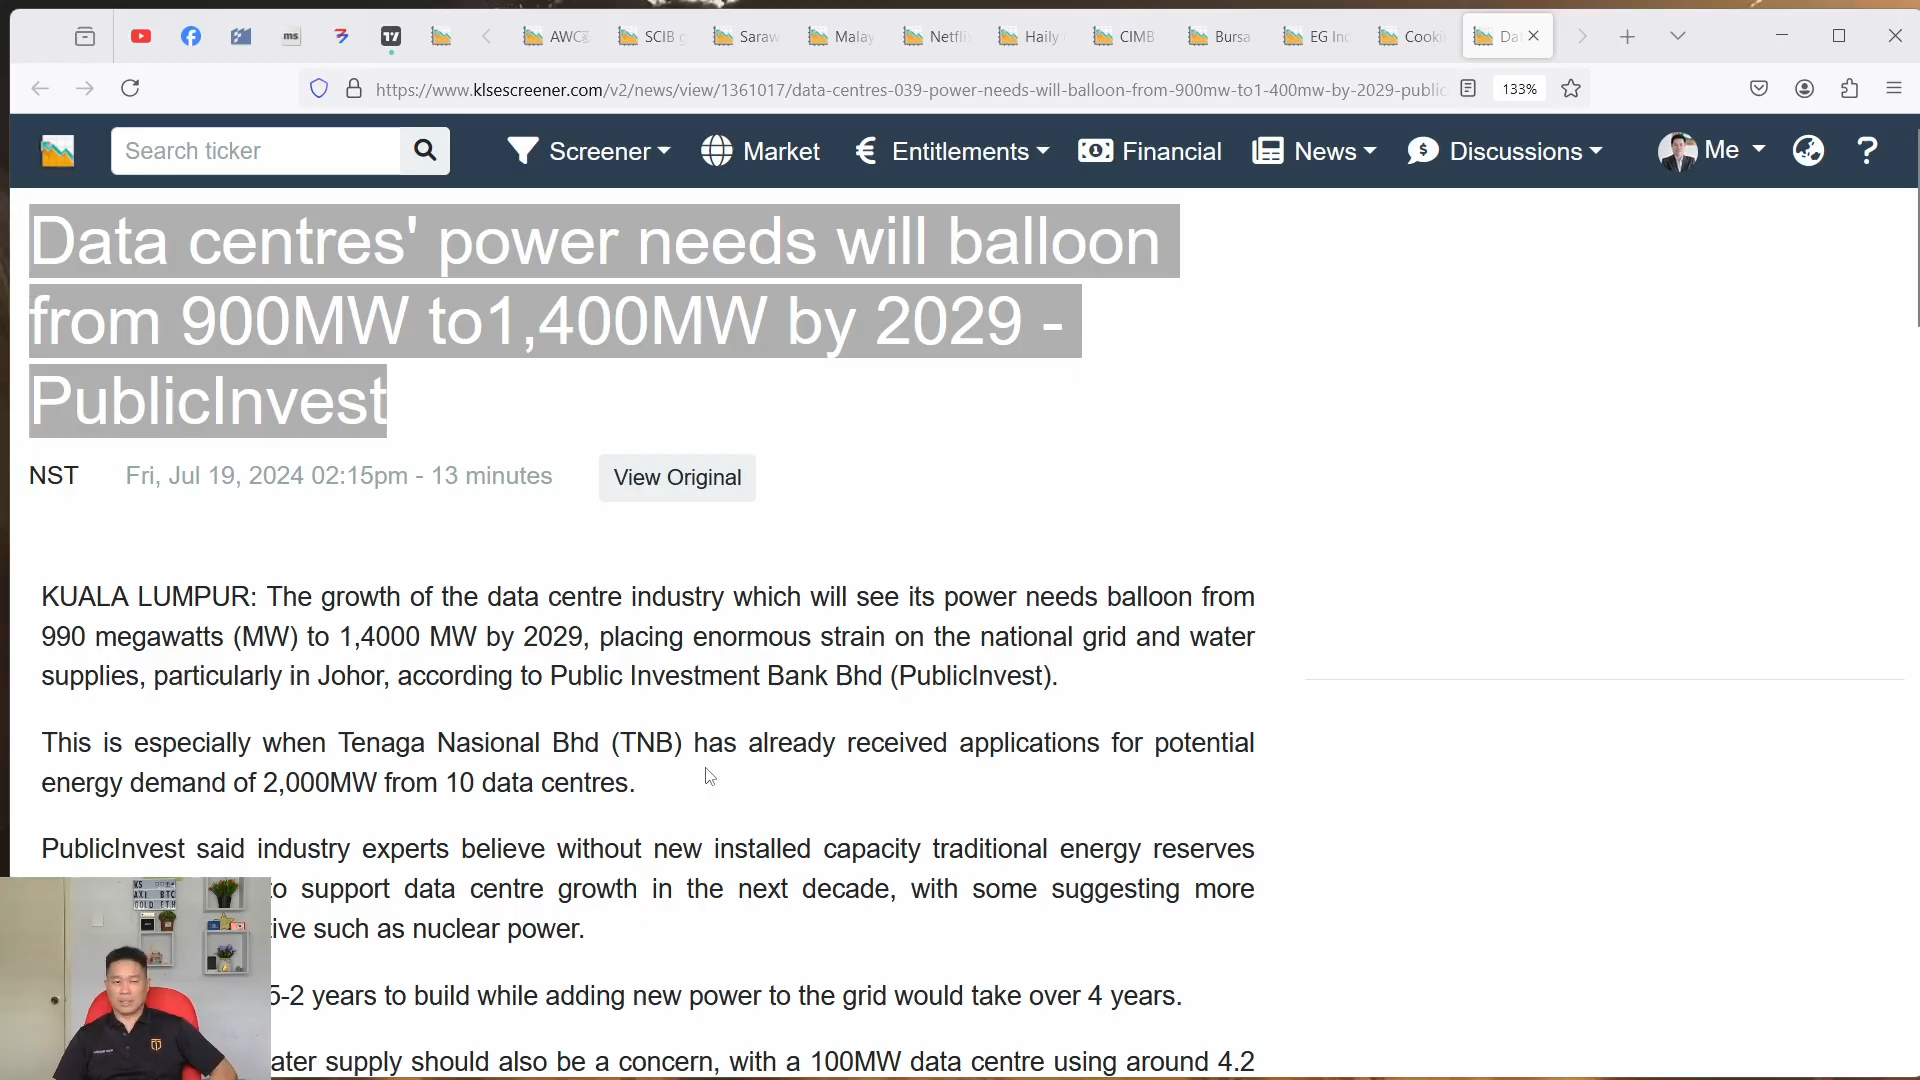 ms
AWC
SCIB
Saraw
Malay
Netfli
Haily
CIMB
Bursa
EG In
Cooki
Da
https://www.klsescreener.com/v2/news/view/1361017/data-centres-039-power-needs-will-balloon-from-900mw-to1-400mw-by-2029-public
133%
Search ticker
Screener
Market
Entitlements
Financial
News
Discussions
Me
Data centres' power needs will balloon
from 900MW to1,400MW by 2029 -
PublicInvest
NST
Fri, Jul 19, 2024 02:15pm - 13 minutes
View Original
KUALA LUMPUR: The growth of the data centre industry which will see its power needs balloon from
990 megawatts (MW) to 1,4000 MW by 2029, placing enormous strain on the national grid and water
supplies, particularly in Johor, according to Public Investment Bank Bhd (PublicInvest).
This is especially when Tenaga Nasional Bhd (TNB) has already received applications for potential
energy demand of 2,000MW from 10 data centres.
PublicInvest said industry experts believe without new installed capacity traditional energy reserves
to support data centre growth in the next decade, with some suggesting more
tive such as nuclear power.
5-2 years to build while adding new power to the grid would take over 4 years.
ater supply should also be a concern, with a 100MW data centre using around 4.2
AXI BTC
GOLD ETH